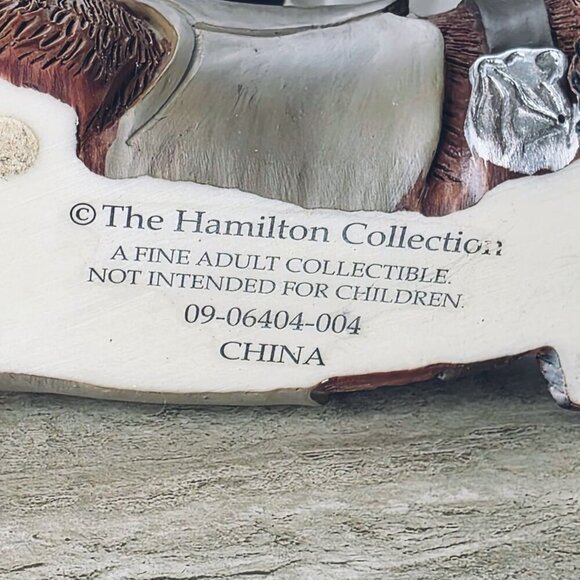 © The Hamilton Collection
A FINE ADULT COLLECTIBLE.
NOT INTENDED FOR CHILDREN.
09-06404-004
CHINA